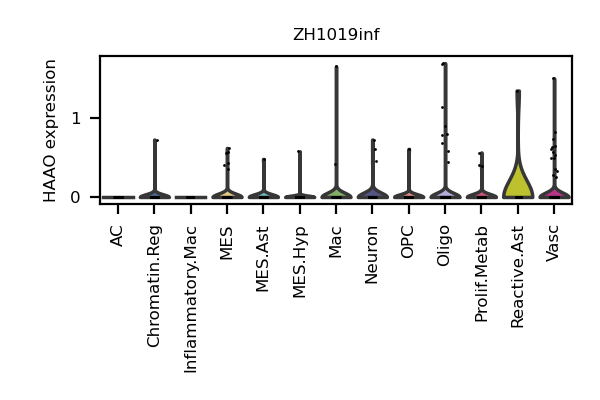 ZH1019inf
HAAO expression
1
0
AC
Chromatin.Reg
Inflammatory.Mac
MES
MES.Ast
MES.Hyp
Mac
Neuron
OPC
Oligo
Prolif.Metab
Reactive.Ast
Vasc